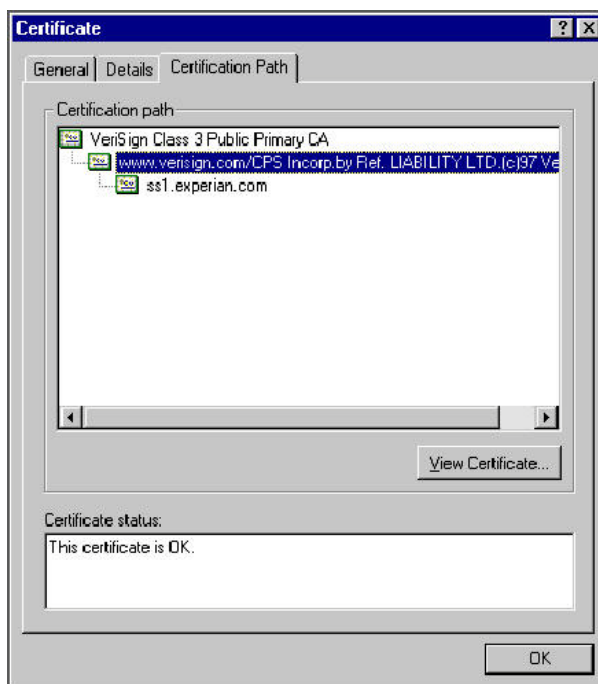 Certificate
General Details Certification Path
Certification path
VeriSign Class 3 Public Primary CA
www.verisign.com/CPS Incorp.by Ref. LIABILITY LTD.(c)97 Ve
ss1.experian.com
View Certificate...
Certificate status:
This certificate is OK.
OK